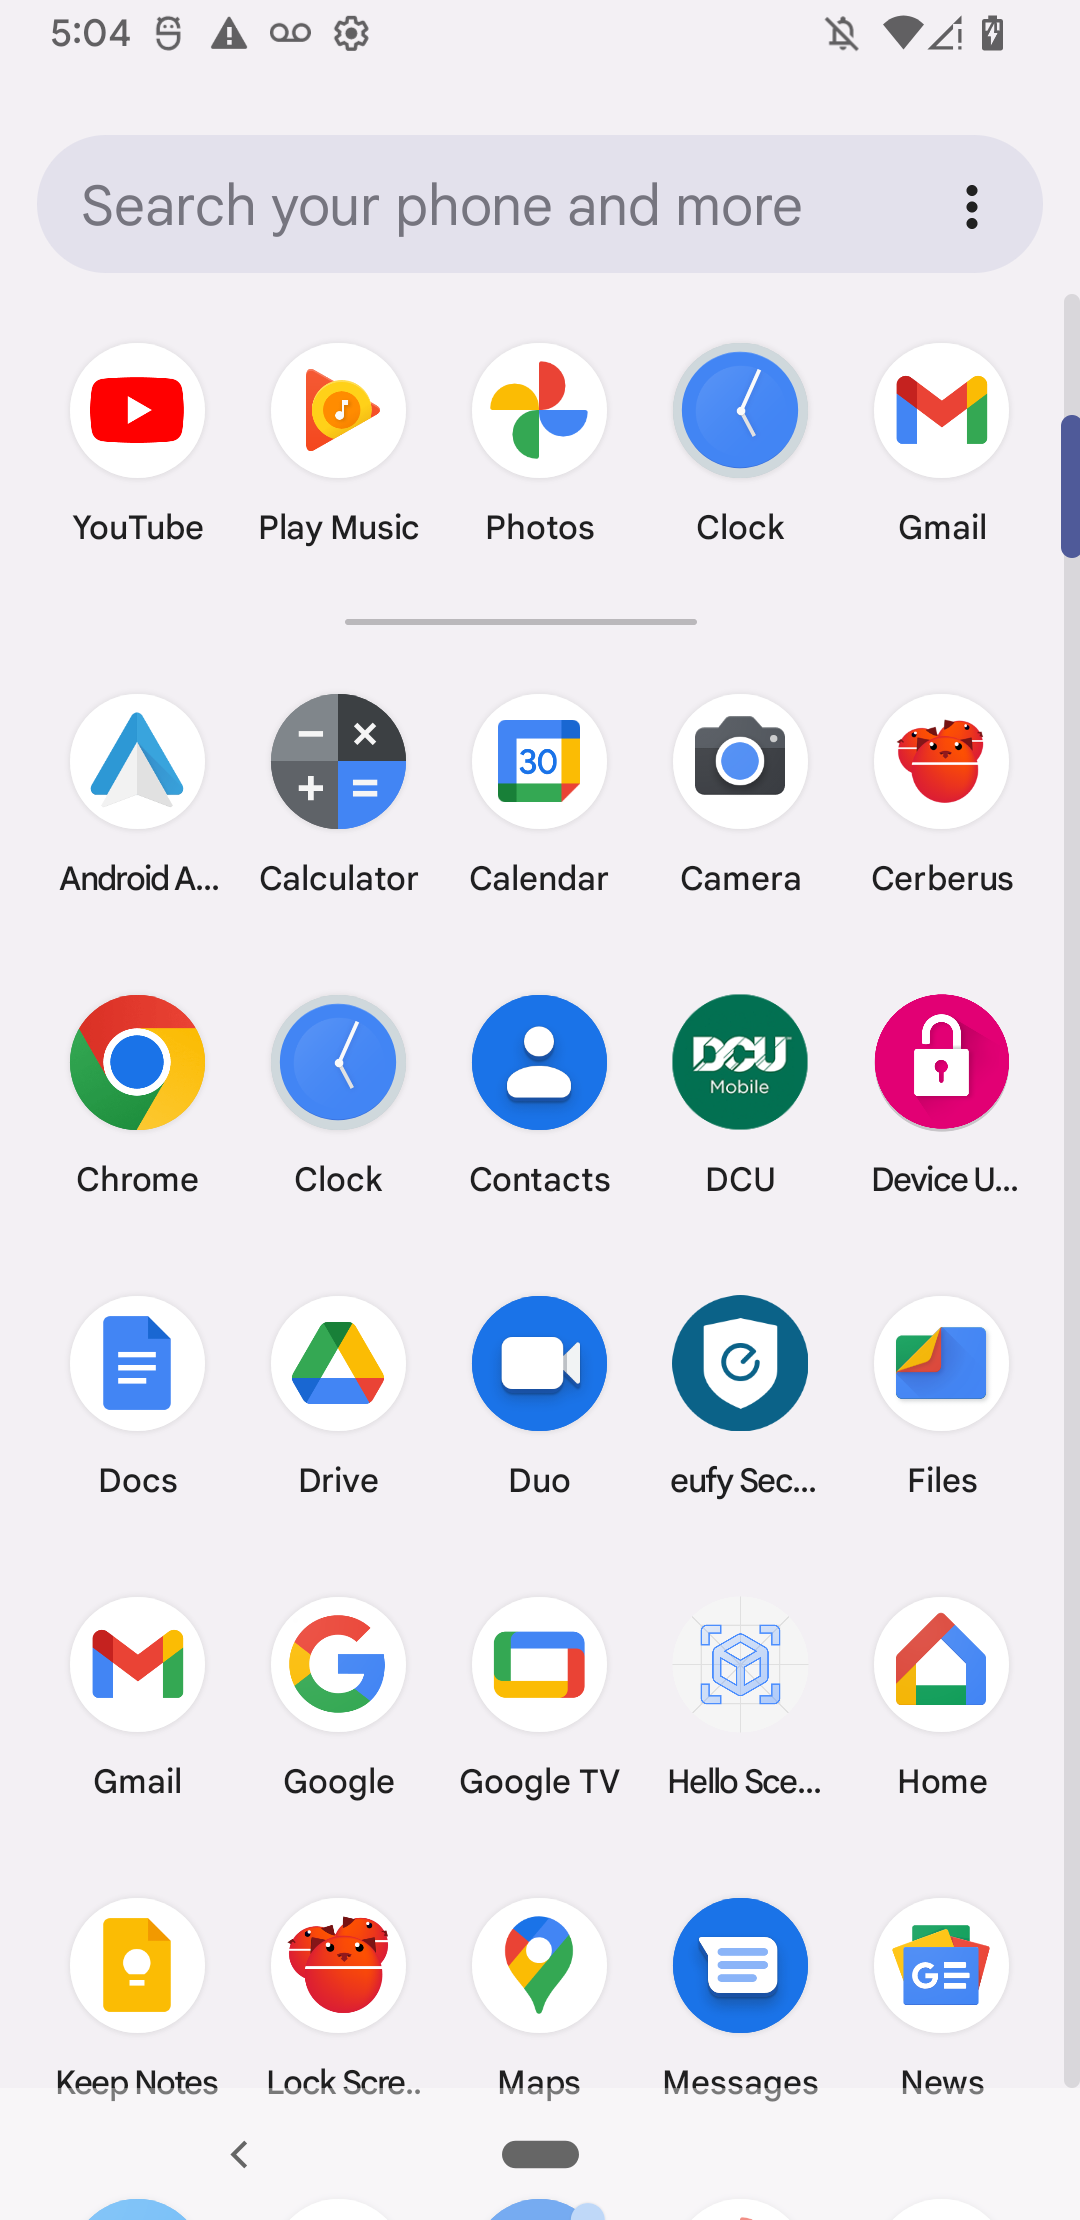 5:04
Search your phone and more
YouTube Play Music Photos Clock Gmail
30
Android A... Calculator Calendar Camera Cerberus
DCU
Mobile
Chrome Clock Contacts DCU Device U...
Docs Drive Duo eufy Sec... Files
Gmail Google Google TV Hello Sce... Home
G
Keep Notes Lock Scre.. Maps Messages News